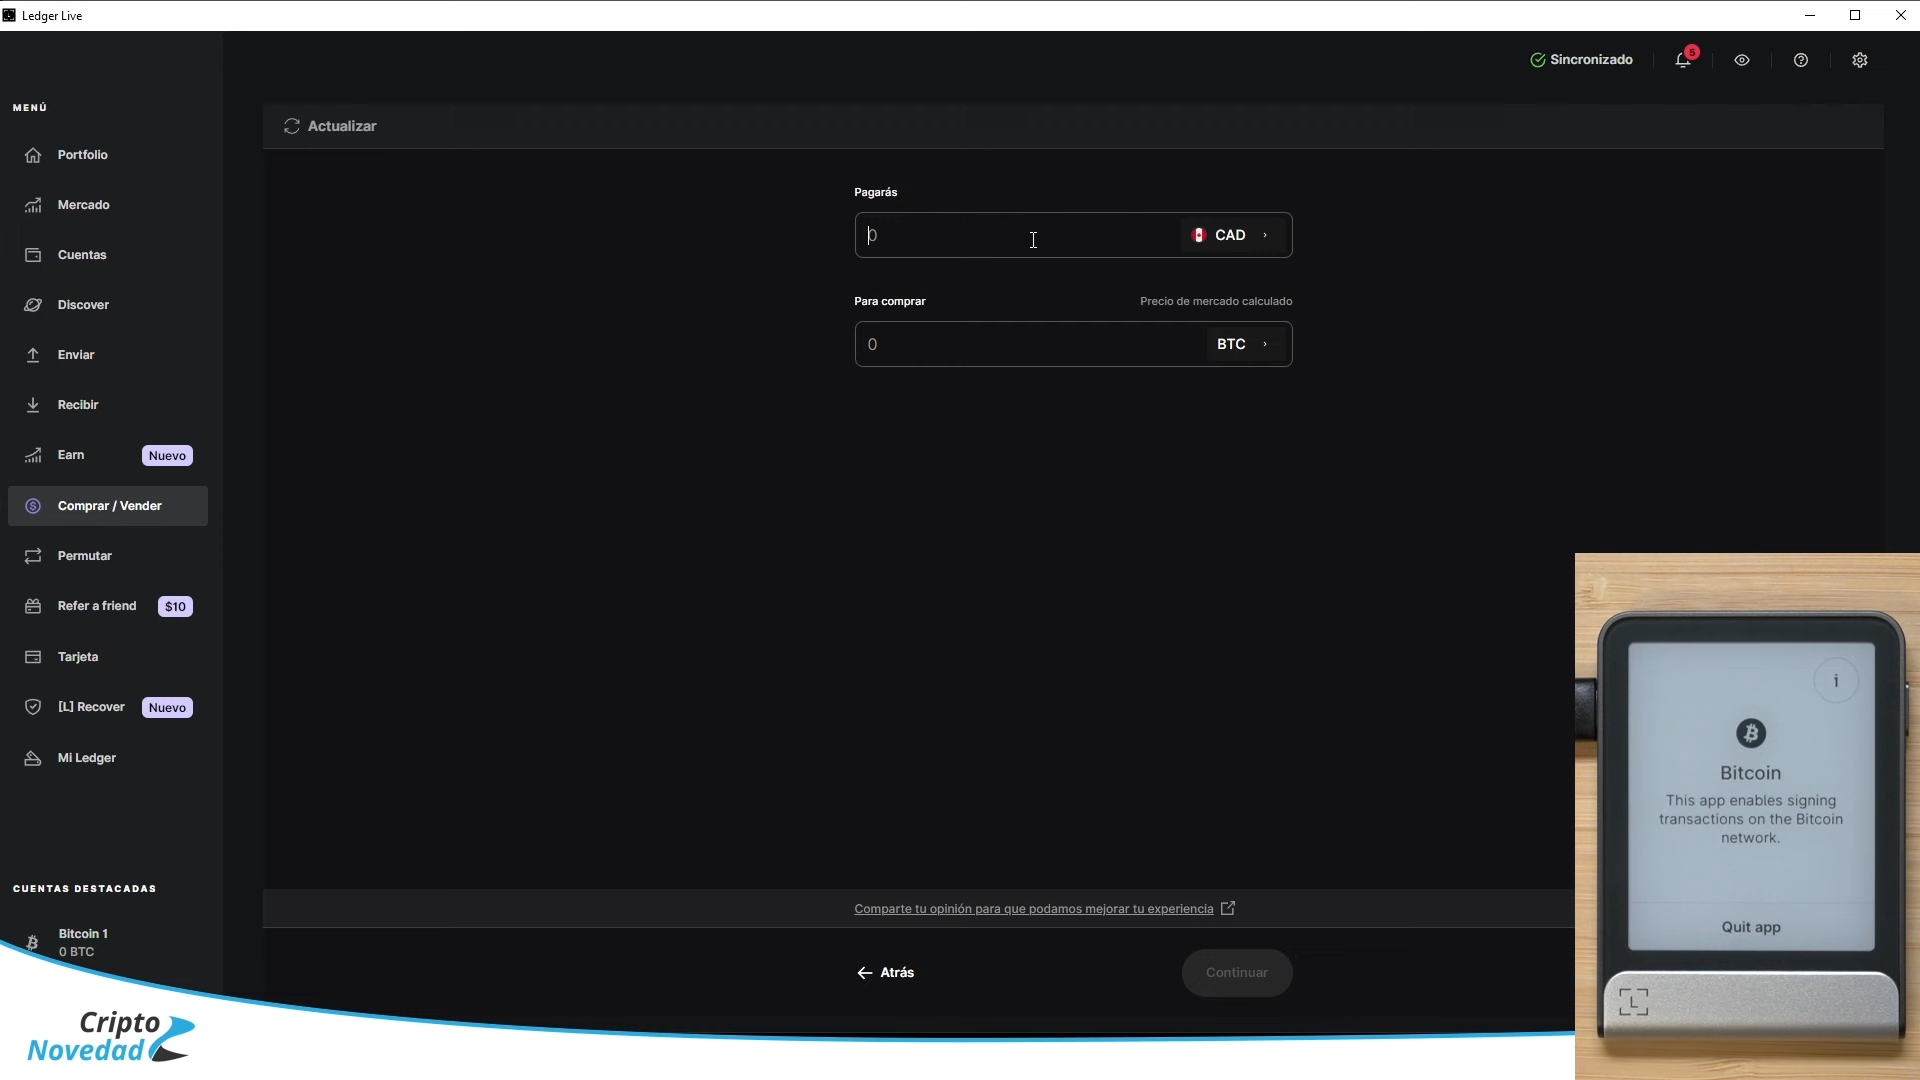 Ledger Live
Sincronizado
5
MENÚ
Portfolio
Mercado
Cuentas
Discover
Enviar
Recibir
Earn
Nuevo
Comprar / Vender
Permutar
Refer a friend
$10
Tarjeta
[L] Recover
Nuevo
Mi Ledger
CUENTAS DESTACADAS
Bitcoin 1
0 BTC
Actualizar
Pagarás
0
CAD
Para comprar
Precio de mercado calculado
0
BTC
Comparte tu opinión para que podamos mejorar tu experiencia
Atrás
Continuar
i
Bitcoin
This app enables signing
transactions on the Bitcoin
network.
Quit app
L
Cripto
Novedad